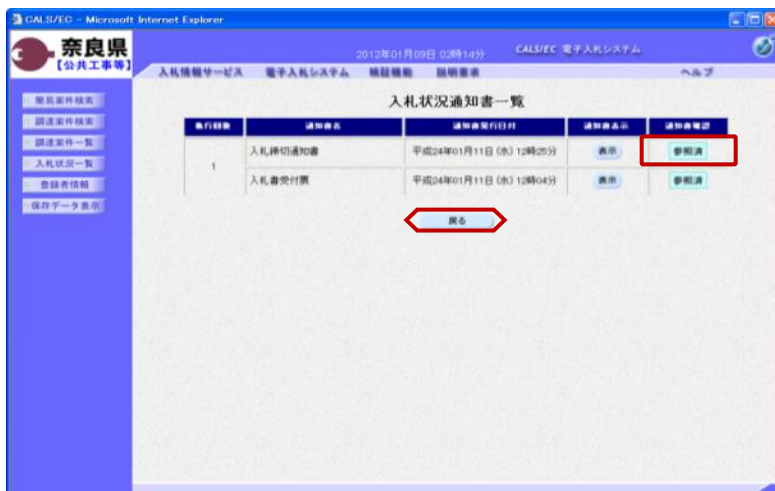 CALS/EC - Microsoft Internet Explorer
奈良県
【公共工事等】
2012年01月09日 02時14分
CALS/EC 電子入札システム
入札情報サービス 電子入札システム 検証機能 説明要求 ヘルプ
簡易案件検索
調達案件検索
調達案件一覧
入札状況一覧
登録者情報
保存データ表示
入札状況通知書一覧
執行回数 通知書名 通知書発行日付 通知書表示 通知書確認
1
入札締切通知書 平成24年01月11日 (水) 12時25分 表示 参照済
入札書受付票 平成24年01月11日 (水) 12時04分 表示 参照済
戻る